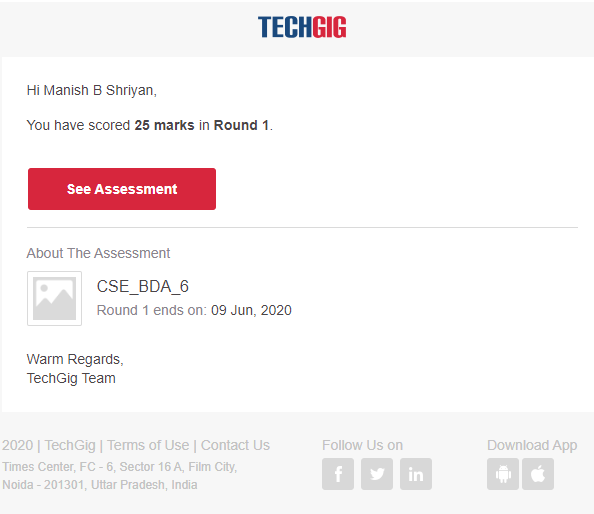 TECHGIG
Hi Manish B Shriyan,
You have scored 25 marks in Round 1.
See Assessment
About The Assessment
CSE_BDA_6
Round 1 ends on: 09 Jun, 2020
Warm Regards,
TechGig Team
2020 | TechGig | Terms of Use | Contact Us
Times Center, FC - 6, Sector 16 A, Film City,
Noida - 201301, Uttar Pradesh, India
Follow Us on
Download App